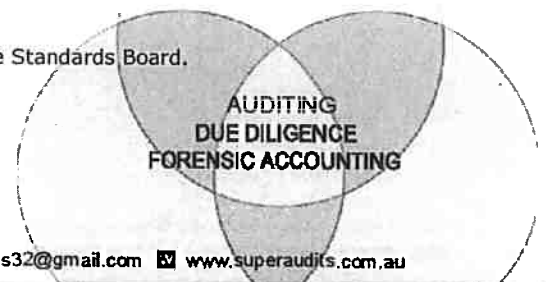 e Standards Board.
AUDITING
DUE DILIGENCE
FORENSIC ACCOUNTING
s32@gmail.com www.superaudits.com.au